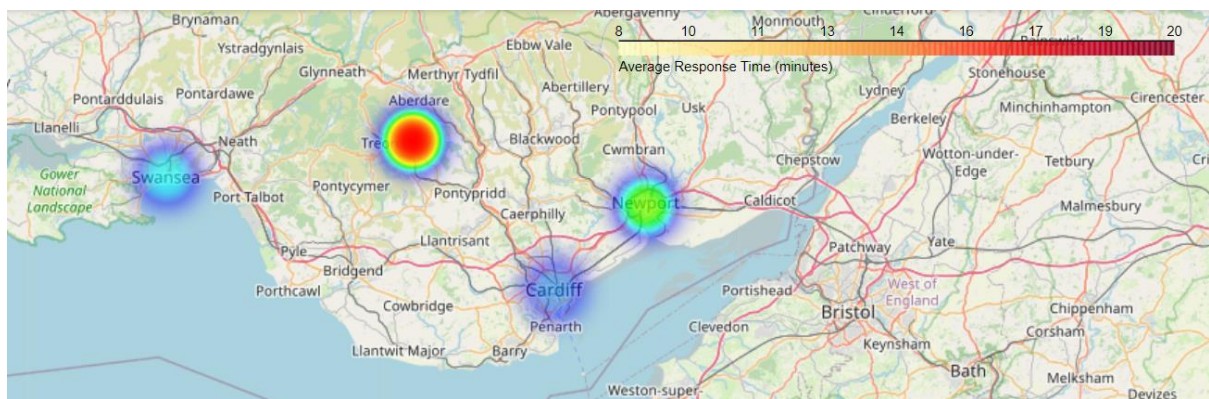 Brynaman
Abergavenny
Monmouth
Cinderford
8 10 11 13 14 16 17 19 20
Average Response Time (minutes)
Ystradgynlais
Ebbw Vale
Glynneath
Merthyr Tydfil
Stonehouse
Pontarddulais
Pontardawe
Abertillery
Lydney
Cirencester
Aberdare
Pontypool
Usk
Minchinhampton
Llanelli
Neath
Blackwood
Berkeley
Cwmbran
Chepstow
Wotton-under-
Edge
Tetbury
Swansea
Gower
National
Landscape
Port Talbot
Pontycymer
Pontypridd
Newport
Caldicot
Malmesbury
Caerphilly
Llantrisant
Patchway
Yate
Pyle
Bridgend
Porthcawl
Cardiff
Portishead
West of
England
Cowbridge
Bristol
Chippenham
Penarth
Clevedon
Corsham
Llantwit Major
Barry
Keynsham
Bath
Melksham
Weston-super-
Devizes